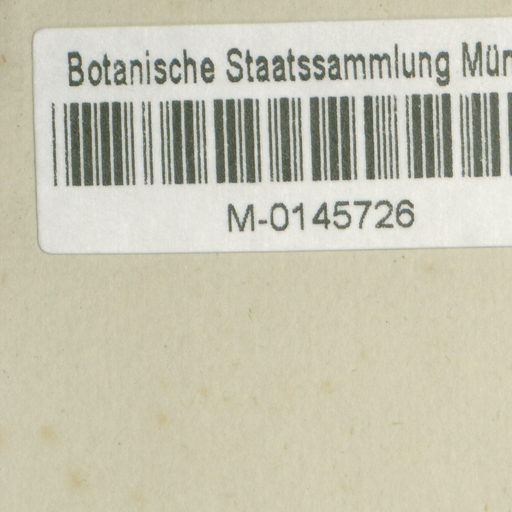 Botanische Staatssammlung Mün
M-0145726